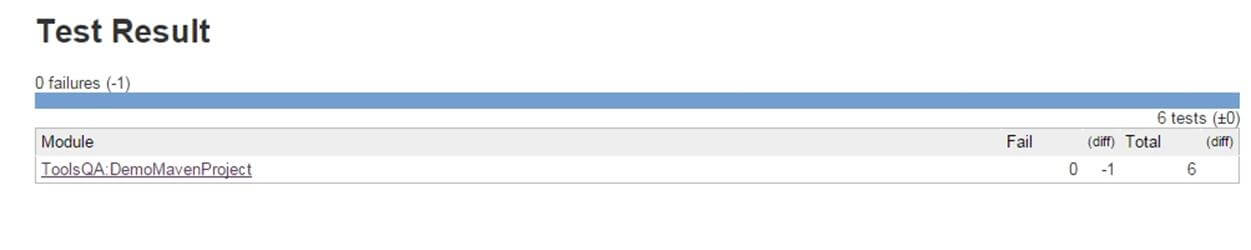 Test Result
0 failures (-1)
6 tests (±0)
Module Fail (diff) Total (diff)
ToolsQA:DemoMavenProject 0 -1 6